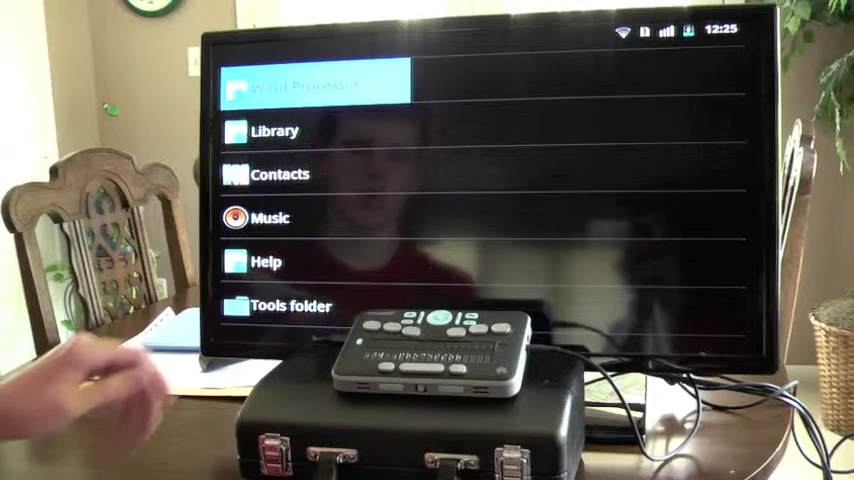 12:25
Word Processor
Library
Contacts
Music
Help
Tools folder